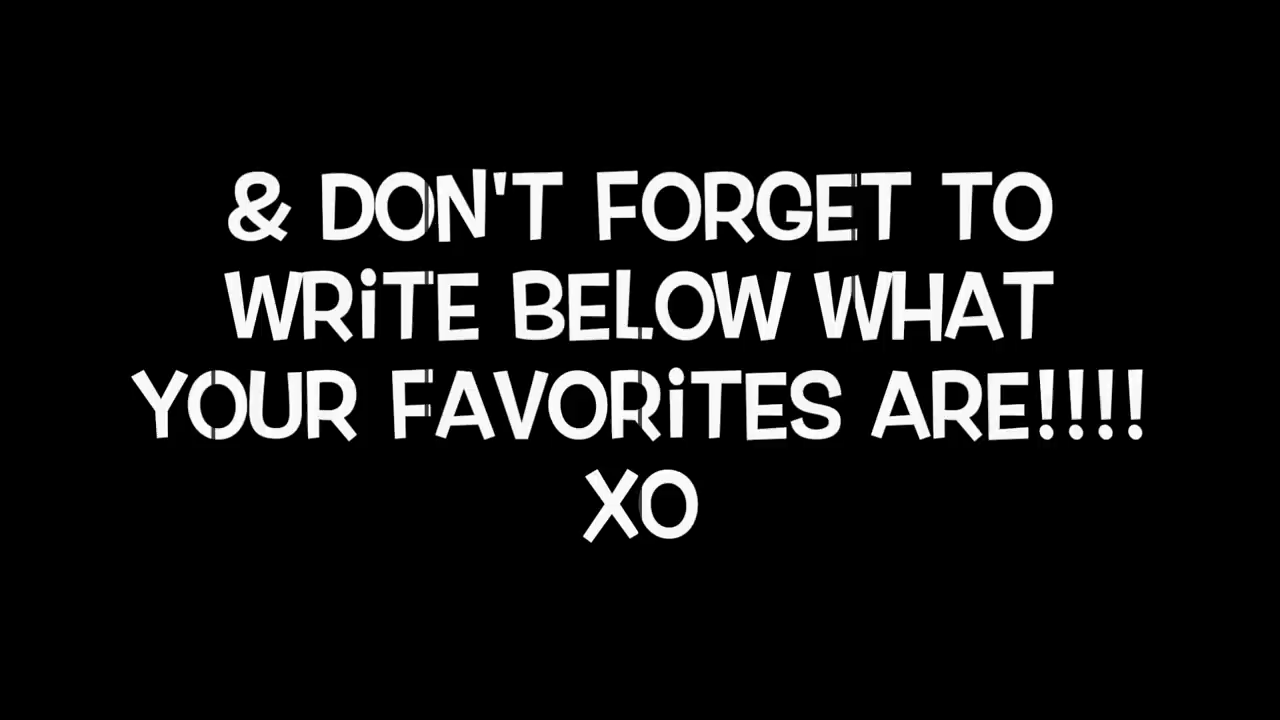 & DON'T FORGET TO
WRiTE BELOW WHAT
YOUR FAVORiTES ARE!!!!
XO